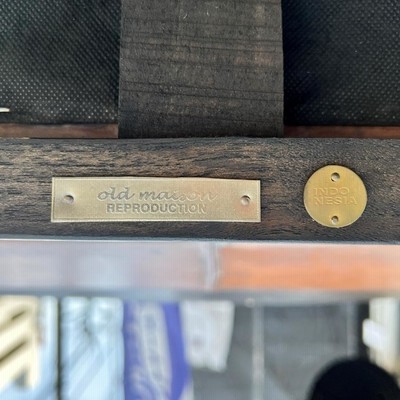 old maison
REPRODUCTION
INDO
NESIA